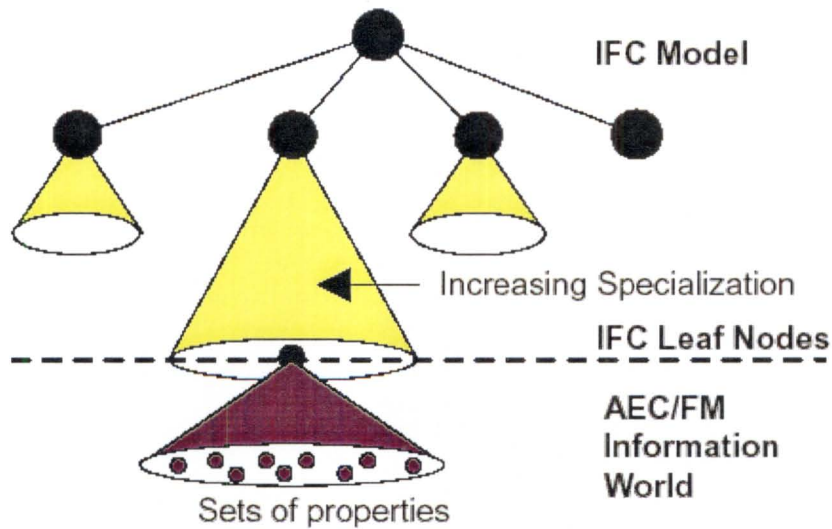 IFC Model
Increasing Specialization
IFC Leaf Nodes
AEC/FM
Information
World
Sets of properties